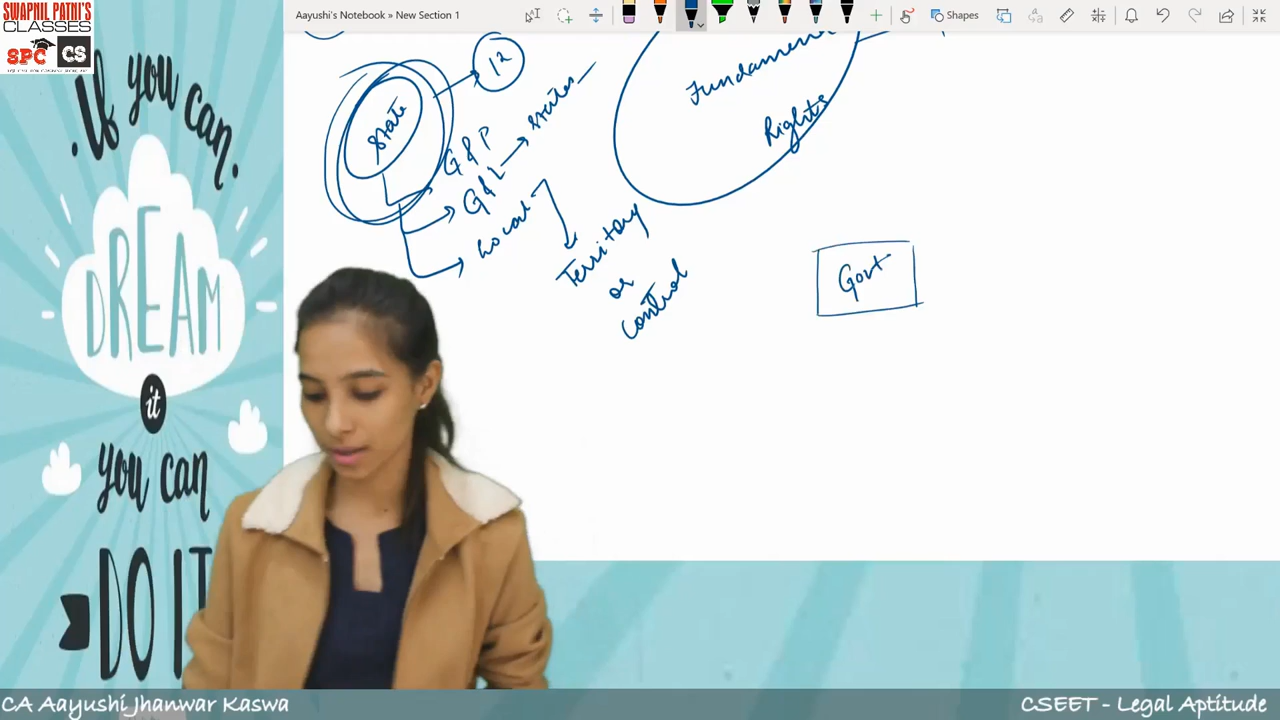 SWAPNIL PATNI'S
CLASSES
SPC CS
Aayushi's Notebook » New Section 1
Shapes
If you can
DREAM
it
you can
DO IT
12
State
G & P
G & L → States
Local
Territory
or
control
Fundamental
Rights
Govt
CA Aayushi Jhanwar Kaswa
CSEET - Legal Aptitude